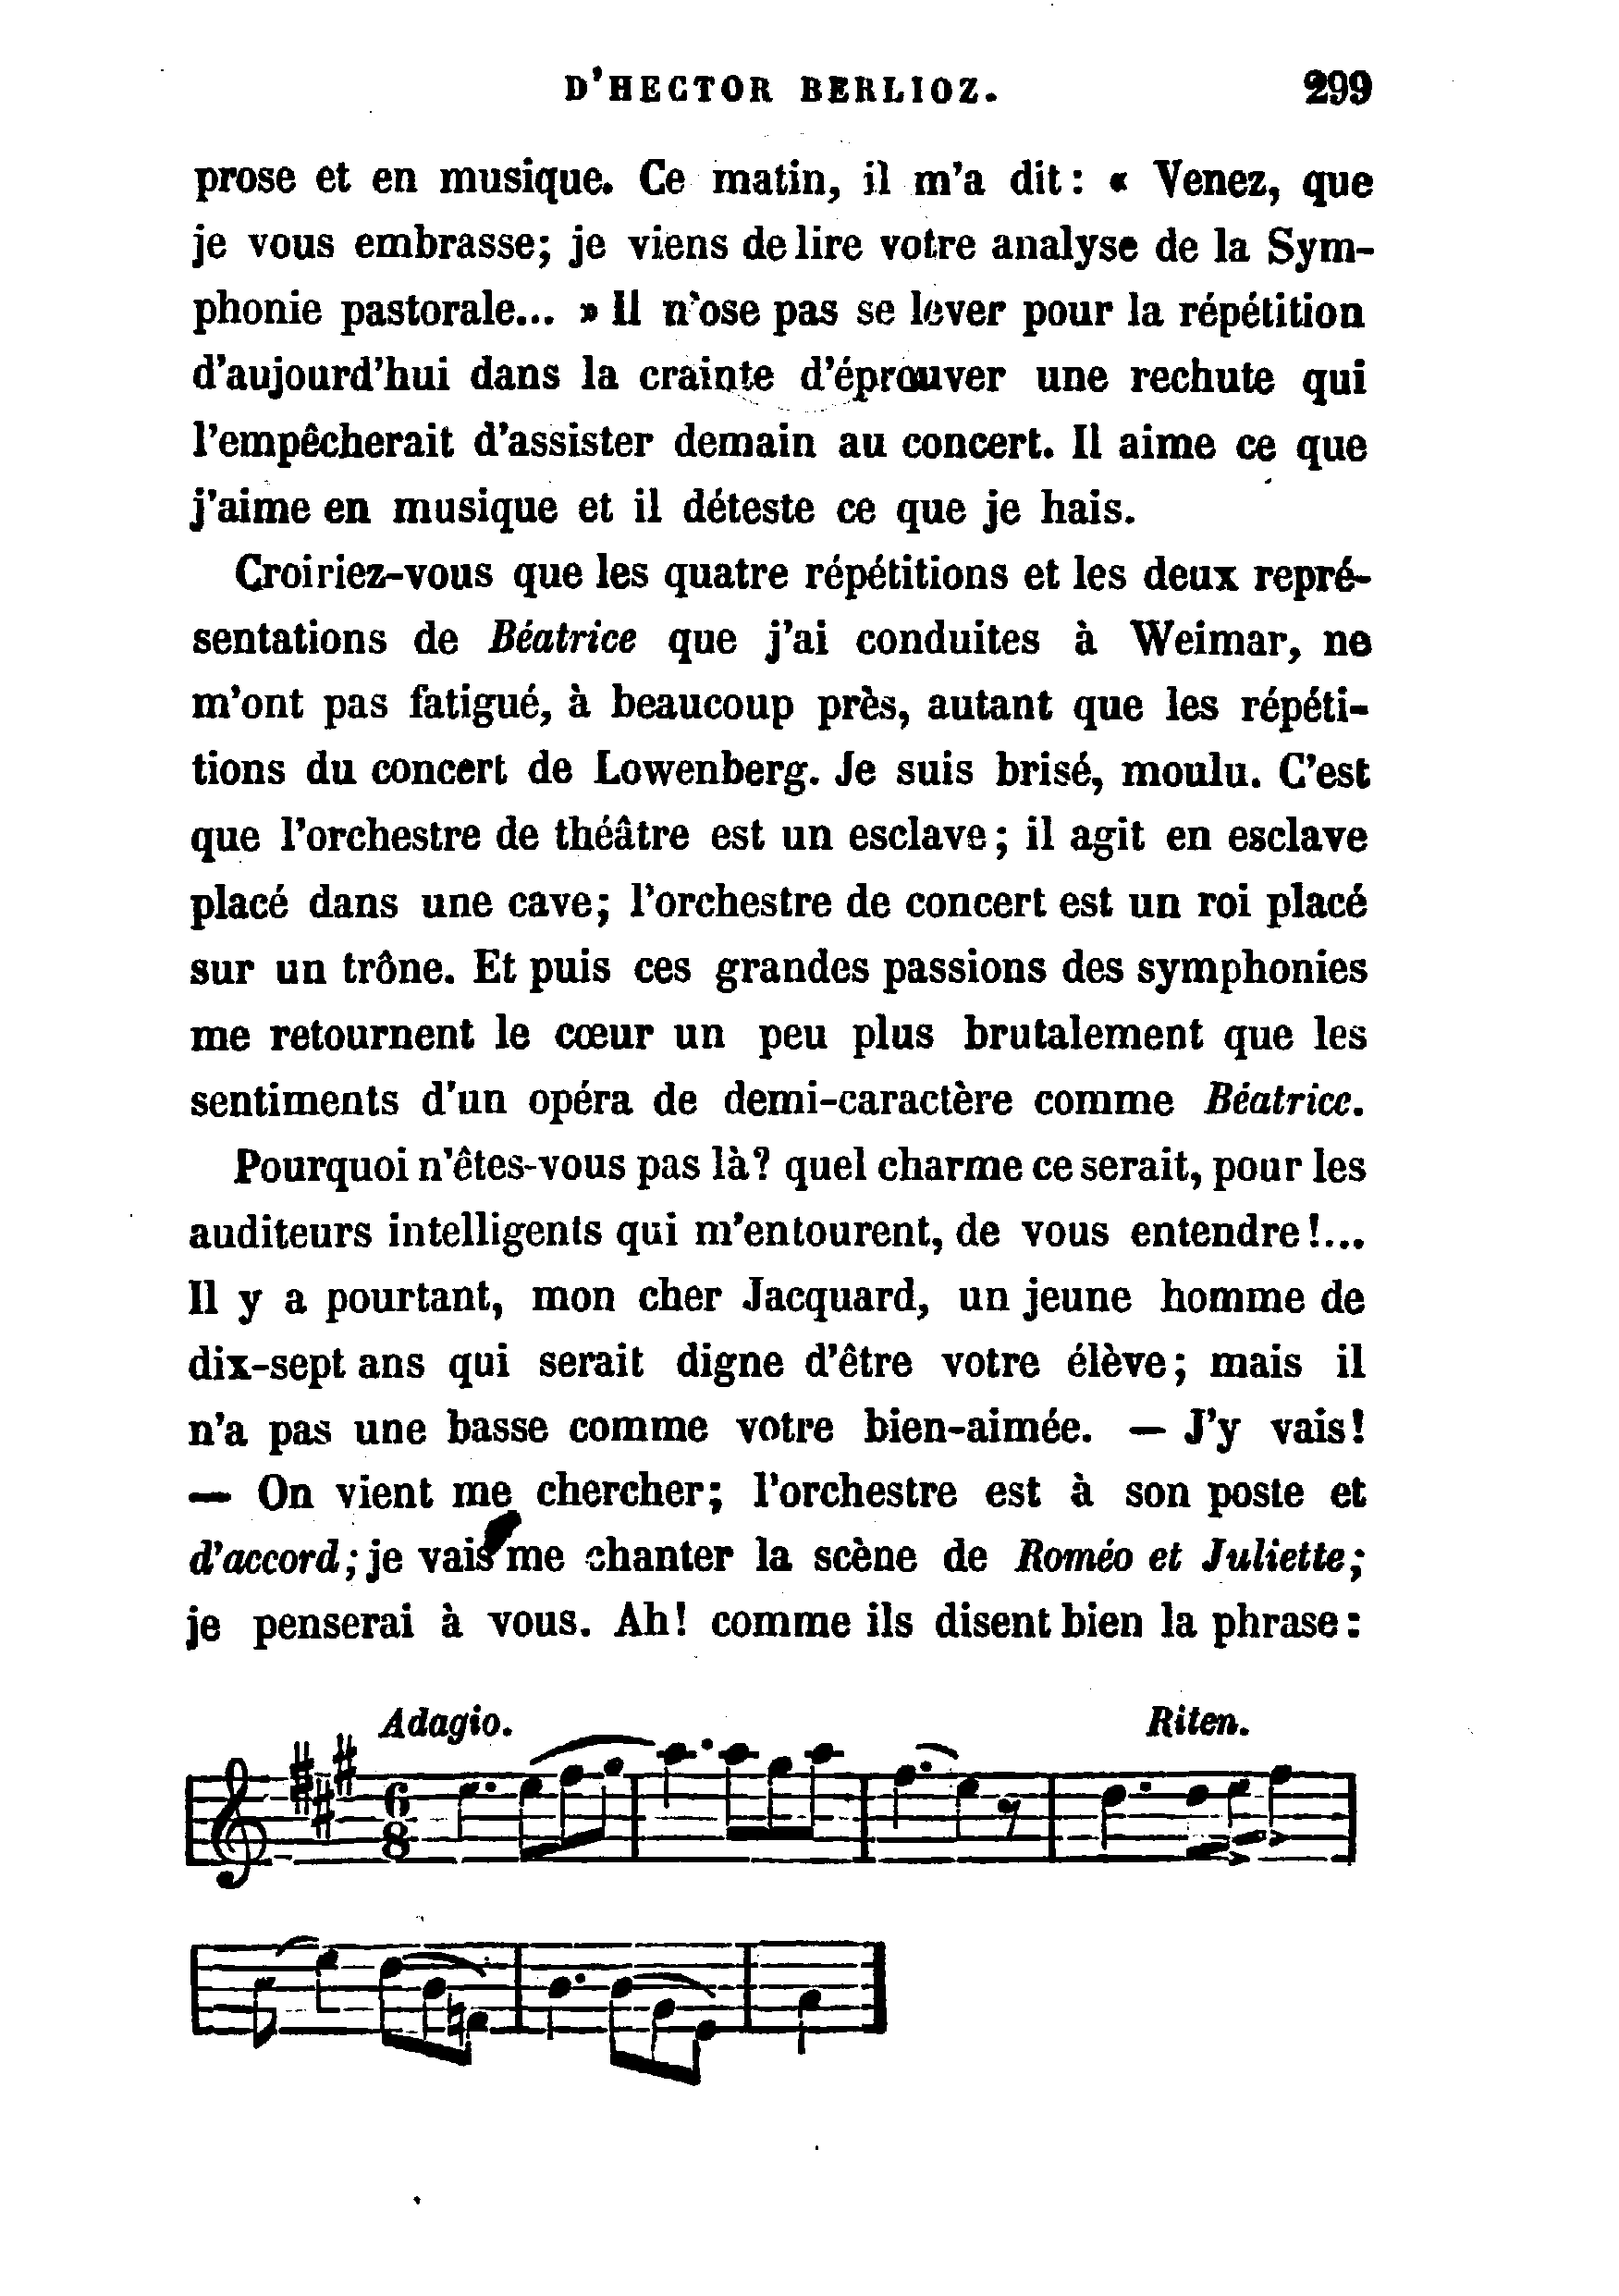 D'HECTOR BERLIOZ. 299
prose et en musique. Ce matin, il m'a dit : « Venez, que
je vous embrasse; je viens de lire votre analyse de la Sym-
phonie pastorale... » Il n'ose pas se lever pour la répétition
d'aujourd'hui dans la crainte d'éprouver une rechute qui
l'empêcherait d'assister demain au concert. Il aime ce que
j'aime en musique et il déteste ce que je hais.
Croiriez-vous que les quatre répétitions et les deux repré-
sentations de Béatrice que j'ai conduites à Weimar, ne
m'ont pas fatigué, à beaucoup près, autant que les répéti-
tions du concert de Lowenberg. Je suis brisé, moulu. C'est
que l'orchestre de théâtre est un esclave; il agit en esclave
placé dans une cave; l'orchestre de concert est un roi placé
sur un trône. Et puis ces grandes passions des symphonies
me retournent le cœur un peu plus brutalement que les
sentiments d'un opéra de demi-caractère comme Béatrice.
Pourquoi n'êtes-vous pas là? quel charme ce serait, pour les
auditeurs intelligents qui m'entourent, de vous entendre!...
Il y a pourtant, mon cher Jacquard, un jeune homme de
dix-sept ans qui serait digne d'être votre élève; mais il
n'a pas une basse comme votre bien-aimée. — J'y vais!
— On vient me chercher; l'orchestre est à son poste et
d'accord; je vais me chanter la scène de Roméo et Juliette;
je penserai à vous. Ah! comme ils disent bien la phrase:
Adagio. Riten.
6
8